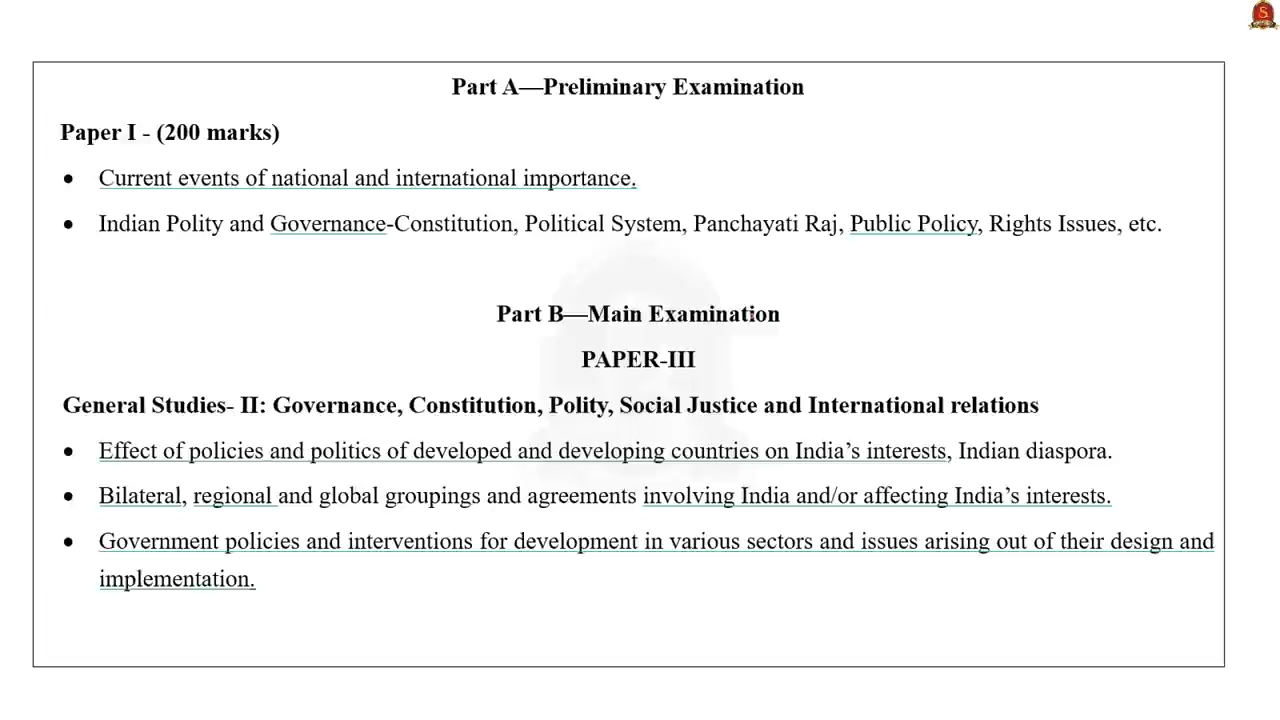 Part A—Preliminary Examination
Paper I - (200 marks)
• Current events of national and international importance.
• Indian Polity and Governance-Constitution, Political System, Panchayati Raj, Public Policy, Rights Issues, etc.
Part B—Main Examination
PAPER-III
General Studies- II: Governance, Constitution, Polity, Social Justice and International relations
• Effect of policies and politics of developed and developing countries on India’s interests, Indian diaspora.
• Bilateral, regional and global groupings and agreements involving India and/or affecting India’s interests.
• Government policies and interventions for development in various sectors and issues arising out of their design and
implementation.